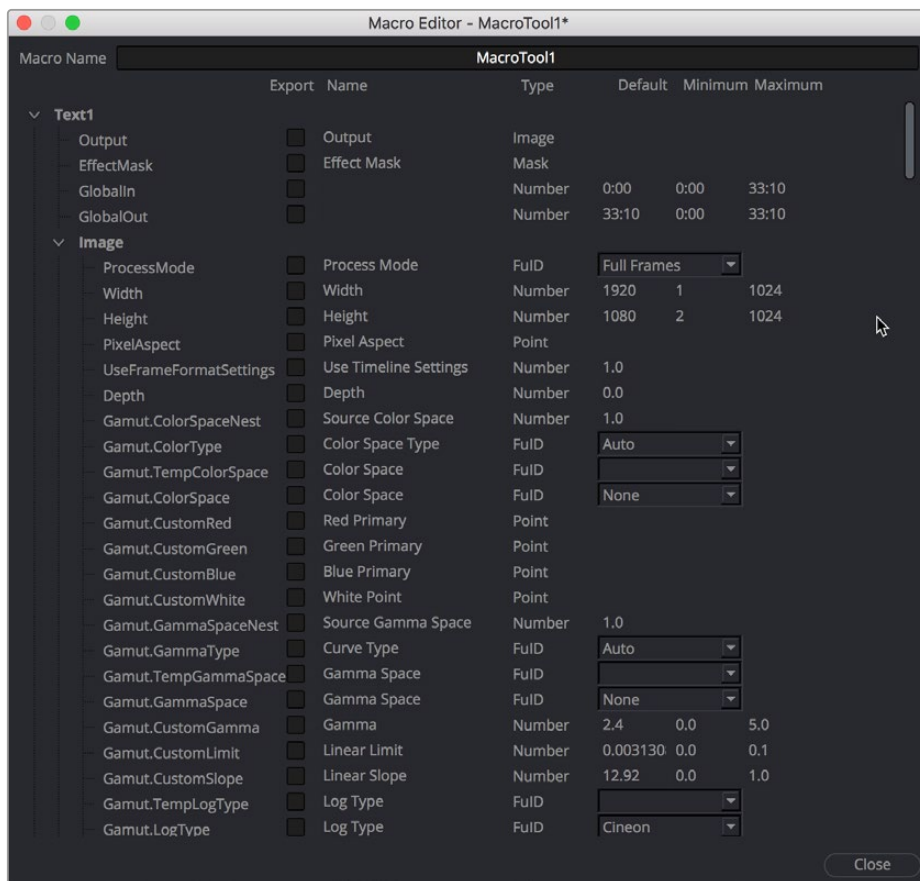 Macro Editor - MacroTool1*
Macro Name MacroTool1
Export Name Type Default Minimum Maximum
Text1
Output Output Image
EffectMask Effect Mask Mask
GlobalIn Number 0:00 0:00 33:10
GlobalOut Number 33:10 0:00 33:10
Image
ProcessMode Process Mode FuID Full Frames
Width Width Number 1920 1 1024
Height Height Number 1080 2 1024
PixelAspect Pixel Aspect Point
UseFrameFormatSettings Use Timeline Settings Number 1.0
Depth Depth Number 0.0
Gamut.ColorSpaceNest Source Color Space Number 1.0
Gamut.ColorType Color Space Type FuID Auto
Gamut.TempColorSpace Color Space FuID
Gamut.ColorSpace Color Space FuID None
Gamut.CustomRed Red Primary Point
Gamut.CustomGreen Green Primary Point
Gamut.CustomBlue Blue Primary Point
Gamut.CustomWhite White Point Point
Gamut.GammaSpaceNest Source Gamma Space Number 1.0
Gamut.GammaType Curve Type FuID Auto
Gamut.TempGammaSpace Gamma Space FuID
Gamut.GammaSpace Gamma Space FuID None
Gamut.CustomGamma Gamma Number 2.4 0.0 5.0
Gamut.CustomLimit Linear Limit Number 0.003130 0.0 0.1
Gamut.CustomSlope Linear Slope Number 12.92 0.0 1.0
Gamut.TempLogType Log Type FuID
Gamut.LogType Log Type FuID Cineon
Close